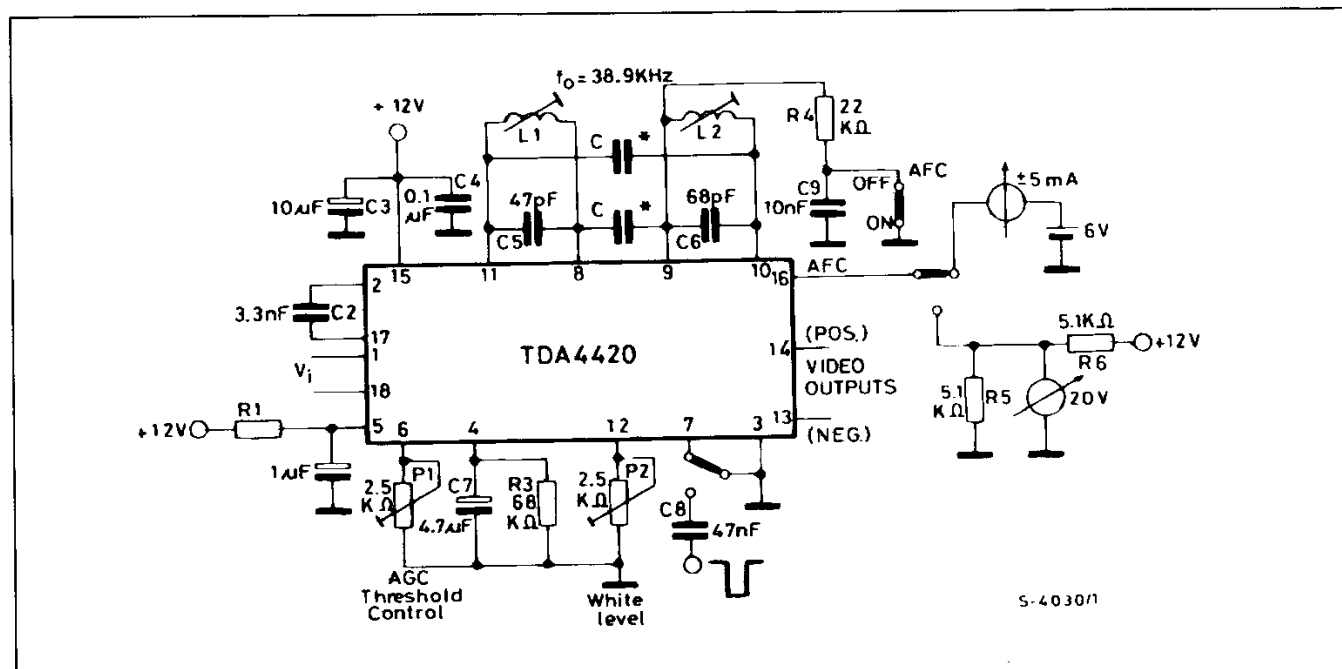 fo = 38.9KHz
+ 12V
L1
C *
L2
R4
22 KΩ
10μF
C3
C4
0.1 μF
47pF
C5
C *
68pF
C6
C9
10nF
OFF
AFC
ON
±5mA
6V
15
11
8
9
10
16
AFC
2
3.3nF
C2
17
1
Vi
18
TDA4420
(POS.)
14
VIDEO
OUTPUTS
13
(NEG.)
5.1KΩ
R6
+12V
5.1 KΩ
R5
20V
+12V
R1
5
6
4
12
7
3
1μF
2.5 KΩ
P1
C7
4.7μF
R3
68 KΩ
2.5 KΩ
P2
C8
47nF
AGC
Threshold
Control
White
level
S-4030/1